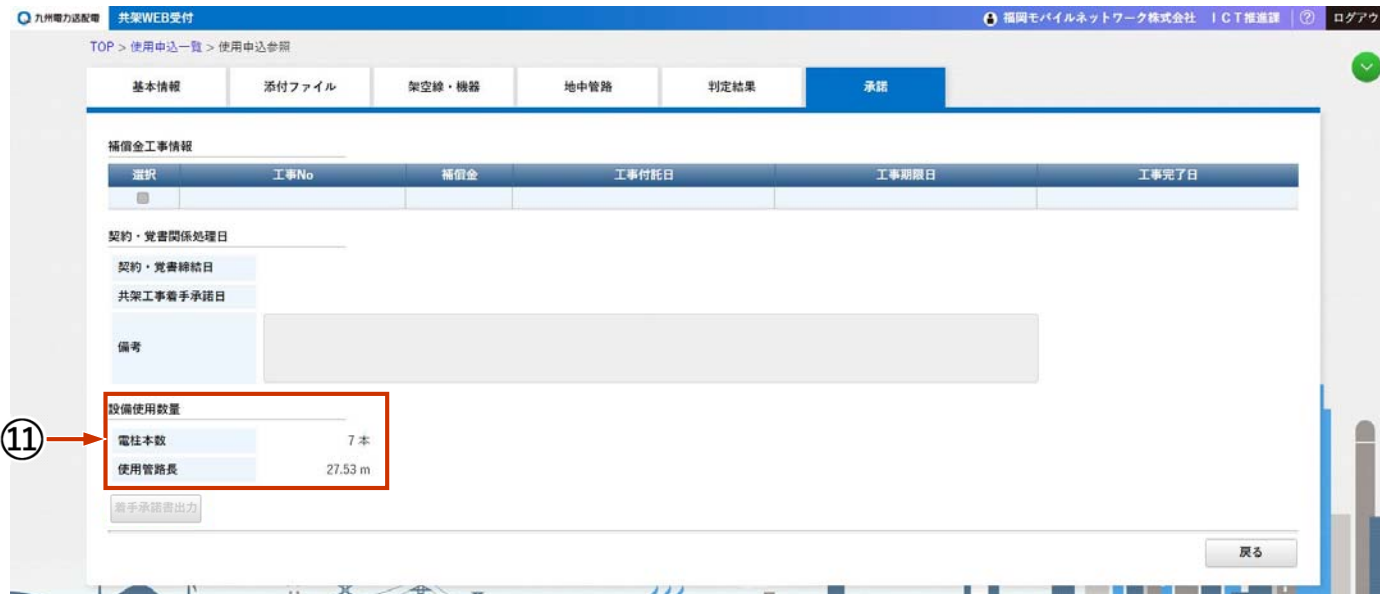 九州電力送配電 共架WEB受付 福岡モバイルネットワーク株式会社 ＩＣＴ推進課 ? ログアウ
TOP > 使用申込一覧 > 使用申込参照
基本情報 添付ファイル 架空線・機器 地中管路 判定結果 承諾
補償金工事情報
選択 工事No 補償金 工事付託日 工事期限日 工事完了日
契約・覚書関係処理日
契約・覚書締結日
共架工事着手承諾日
備考
設備使用数量
⑪ 電柱本数 7 本
使用管路長 27.53 m
着手承諾書出力
戻る